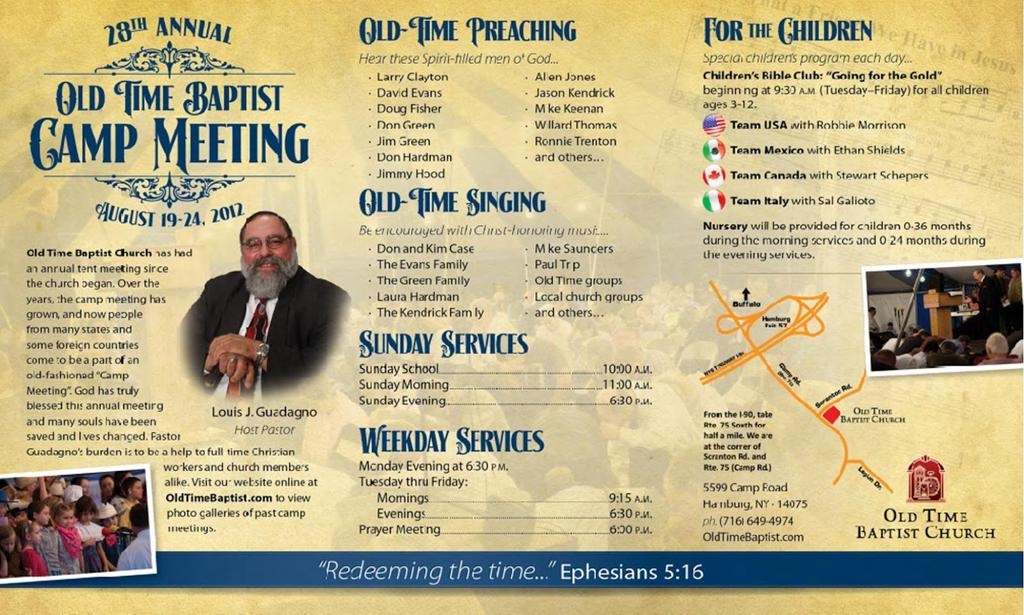 28TH ANNUAL
OLD TIME BAPTIST
CAMP MEETING
AUGUST 19-24, 2012
Old Time Baptist Church has had
an annual tent meeting since
the church began. Over the
years, the camp meeting has
grown, and now people
from many states and
some foreign countries
come to be a part of an
old-fashioned "Camp
Meeting". God has truly
blessed this annual meeting
and many souls have been
saved and lives changed. Pastor
Guadagno's burden is to be a help to full time Christian
workers and church members
alike. Visit our website online at
OldTimeBaptist.com to view
photo galleries of past camp
meetings.
Louis J. Guadagno
Host Pastor
OLD-TIME PREACHING
Hear these Spirit-filled men of God...
· Larry Clayton
· David Evans
· Doug Fisher
· Don Green
· Jim Green
· Don Hardman
· Jimmy Hood
· Allen Jones
· Jason Kendrick
· Mike Keenan
· Willard Thomas
· Ronnie Trenton
· and others...
OLD-TIME SINGING
Be encouraged with Christ-honoring music....
· Don and Kim Case
· The Evans Family
· The Green Family
· Laura Hardman
· The Kendrick Family
· Mike Saunders
· Paul Trip
· Old Time groups
· Local church groups
· and others...
SUNDAY SERVICES
Sunday School 10:00 A.M.
Sunday Morning 11:00 A.M.
Sunday Evening 6:30 P.M.
WEEKDAY SERVICES
Monday Evening at 6:30 P.M.
Tuesday thru Friday:
Mornings 9:15 A.M.
Evenings 6:30 P.M.
Prayer Meeting 6:00 P.M.
FOR THE CHILDREN
Special children's program each day...
Children's Bible Club: "Going for the Gold"
beginning at 9:30 A.M. (Tuesday–Friday) for all children
ages 3-12.
Team USA with Robbie Morrison
Team Mexico with Ethan Shields
Team Canada with Stewart Schepers
Team Italy with Sal Galioto
Nursery will be provided for children 0-36 months
during the morning services and 0-24 months during
the evening services.
Buffalo
Hamburg
Exit 57
Camp Rd.
Scranton Rd.
OLD TIME
BAPTIST CHURCH
From the I-90, take
Rte. 75 South for
half a mile. We are
at the corner of
Scranton Rd. and
Rte. 75 (Camp Rd.)
5599 Camp Road
Hamburg, NY · 14075
ph. (716) 649-4974
OldTimeBaptist.com
OLD TIME
BAPTIST CHURCH
"Redeeming the time..." Ephesians 5:16